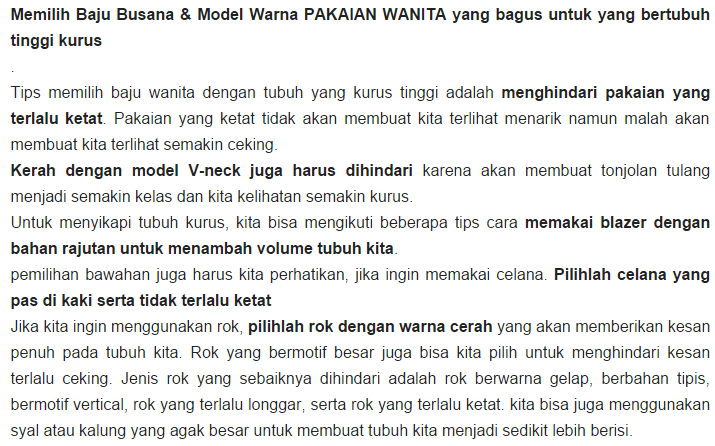 Memilih Baju Busana & Model Warna PAKAIAN WANITA yang bagus untuk yang bertubuh
tinggi kurus
.
Tips memilih baju wanita dengan tubuh yang kurus tinggi adalah menghindari pakaian yang
terlalu ketat. Pakaian yang ketat tidak akan membuat kita terlihat menarik namun malah akan
membuat kita terlihat semakin ceking.
Kerah dengan model V-neck juga harus dihindari karena akan membuat tonjolan tulang
menjadi semakin kelas dan kita kelihatan semakin kurus.
Untuk menyikapi tubuh kurus, kita bisa mengikuti beberapa tips cara memakai blazer dengan
bahan rajutan untuk menambah volume tubuh kita.
pemilihan bawahan juga harus kita perhatikan, jika ingin memakai celana. Pilihlah celana yang
pas di kaki serta tidak terlalu ketat
Jika kita ingin menggunakan rok, pilihlah rok dengan warna cerah yang akan memberikan kesan
penuh pada tubuh kita. Rok yang bermotif besar juga bisa kita pilih untuk menghindari kesan
terlalu ceking. Jenis rok yang sebaiknya dihindari adalah rok berwarna gelap, berbahan tipis,
bermotif vertical, rok yang terlalu longgar, serta rok yang terlalu ketat. kita bisa juga menggunakan
syal atau kalung yang agak besar untuk membuat tubuh kita menjadi sedikit lebih berisi.